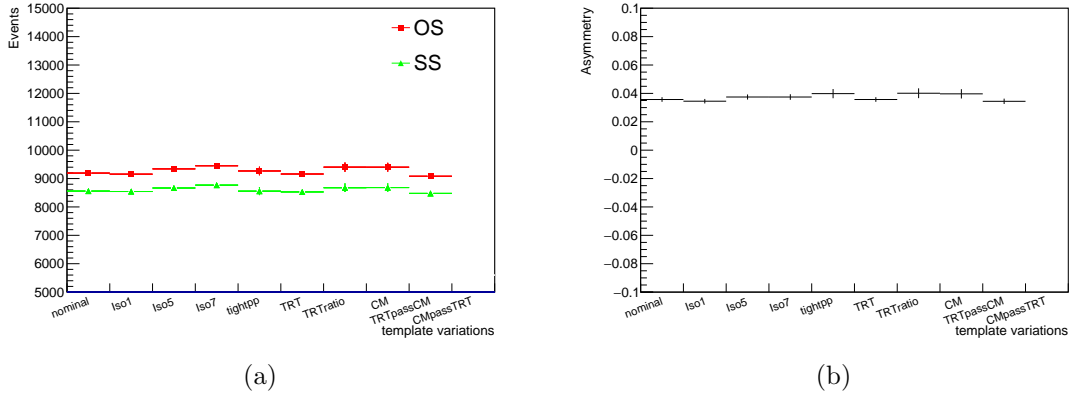 Events
15000
14000
13000
12000
11000
10000
9000
8000
7000
6000
5000
OS
SS
nominal
Iso1
Iso5
Iso7
tightpp
TRT
TRTratio
CM
TRTpassCM
CMpassTRT
template variations
(a)
Asymmetry
0.1
0.08
0.06
0.04
0.02
0
−0.02
−0.04
−0.06
−0.08
−0.1
nominal
Iso1
Iso5
Iso7
tightpp
TRT
TRTratio
CM
TRTpassCM
CMpassTRT
template variations
(b)